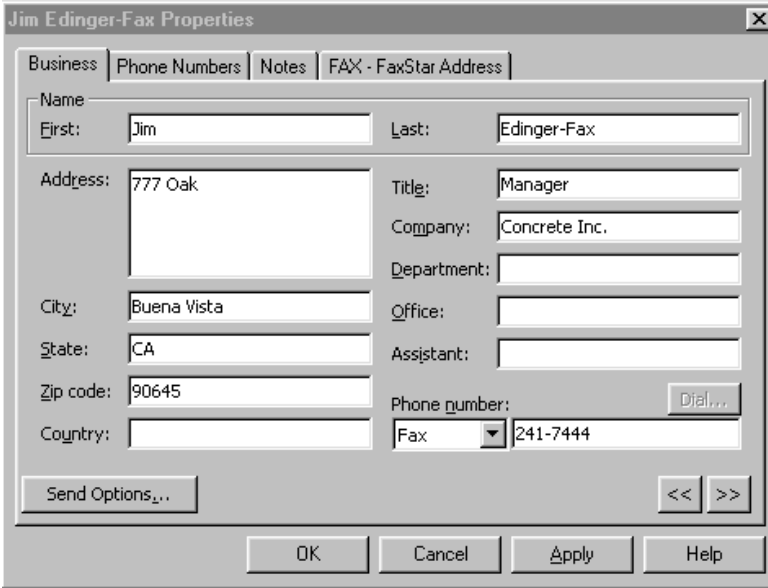 Jim Edinger-Fax Properties
Business Phone Numbers Notes FAX - FaxStar Address
Name
First: Jim Last: Edinger-Fax
Address: 777 Oak Title: Manager
Company: Concrete Inc.
Department:
City: Buena Vista Office:
State: CA Assistant:
Zip code: 90645 Phone number: Dial...
Country: Fax 241-7444
Send Options... << >>
OK Cancel Apply Help